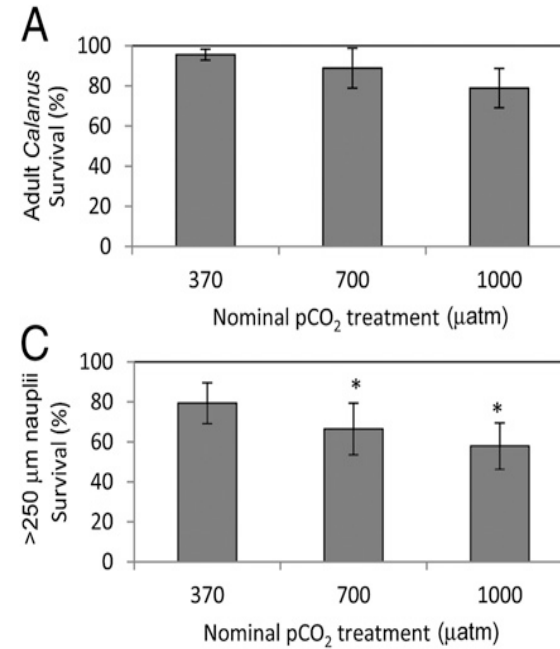 A
Adult Calanus
Survival (%)
100
80
60
40
20
0
370 700 1000
Nominal pCO₂ treatment (µatm)
C
>250 µm nauplii
Survival (%)
100
80
60
40
20
0
* *
370 700 1000
Nominal pCO₂ treatment (µatm)